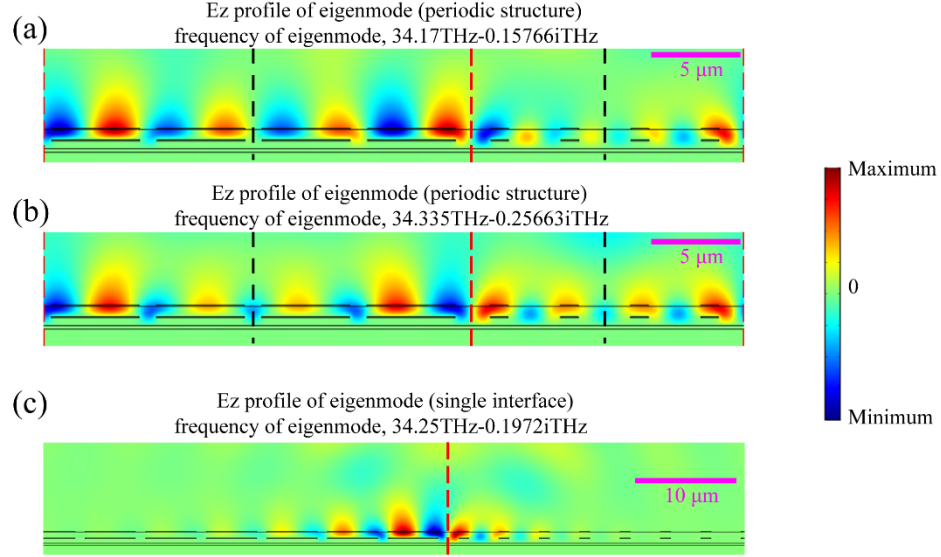 (a)
Ez profile of eigenmode (periodic structure)
frequency of eigenmode, 34.17THz-0.15766iTHz
5 μm
(b)
Ez profile of eigenmode (periodic structure)
frequency of eigenmode, 34.335THz-0.25663iTHz
5 μm
(c)
Ez profile of eigenmode (single interface)
frequency of eigenmode, 34.25THz-0.1972iTHz
10 μm
Maximum
0
Minimum